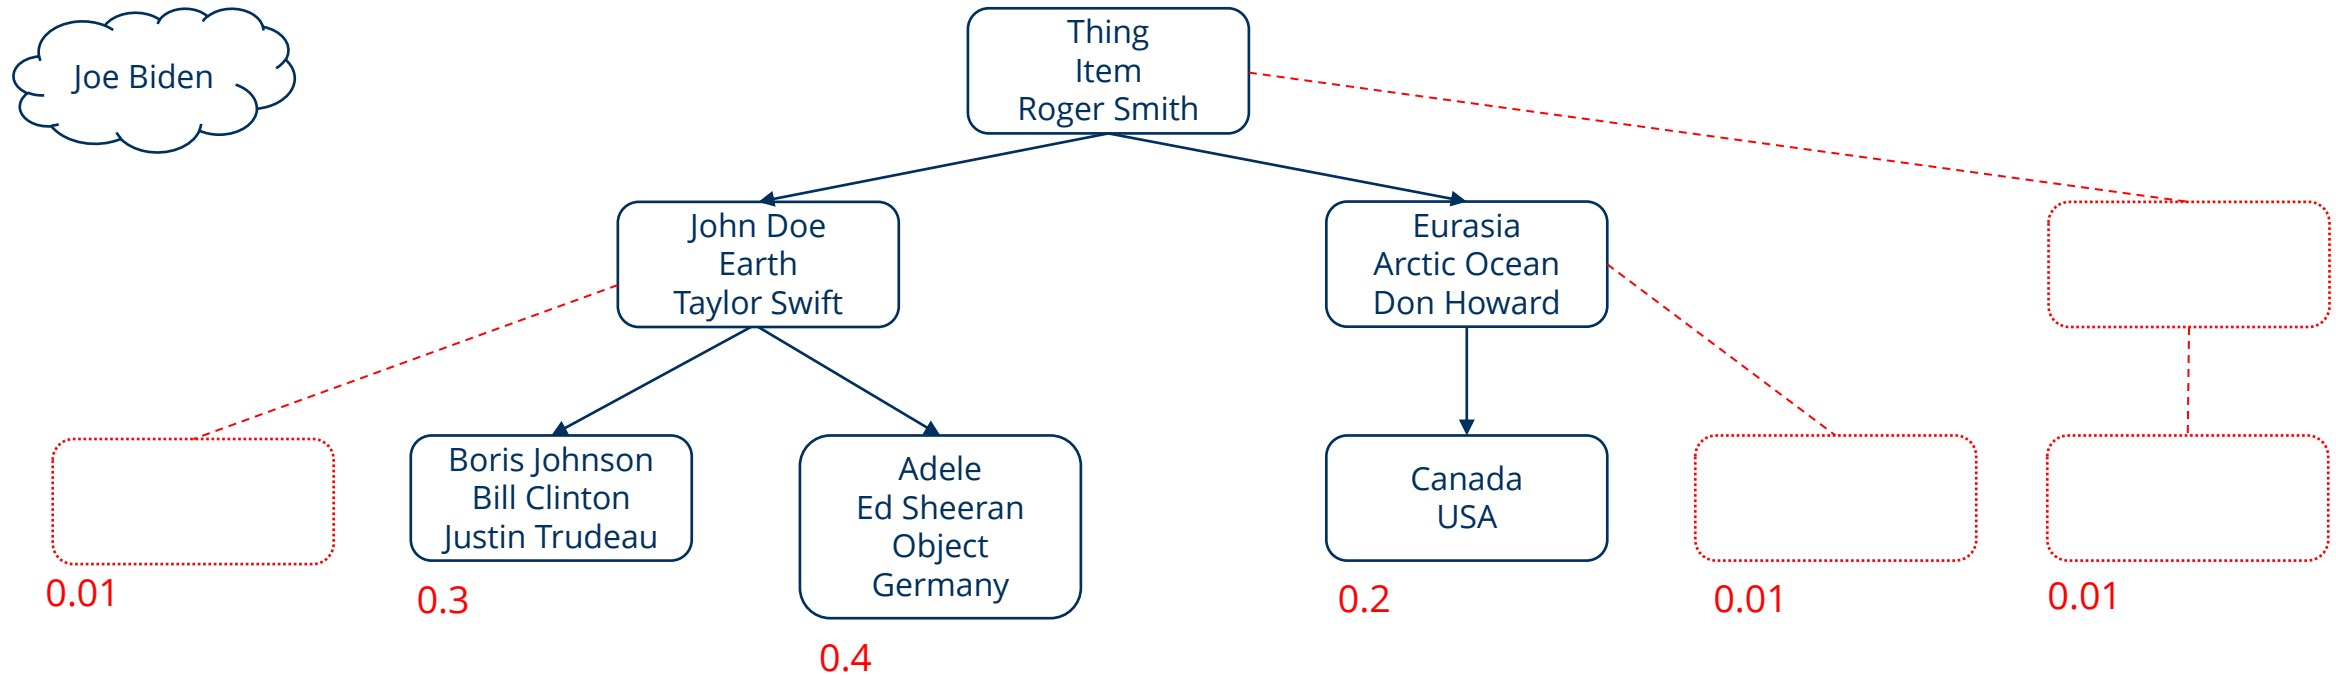 Joe Biden
Thing
Item
Roger Smith
John Doe
Earth
Taylor Swift
Eurasia
Arctic Ocean
Don Howard
Boris Johnson
Bill Clinton
Justin Trudeau
Adele
Ed Sheeran
Object
Germany
Canada
USA
0.01
0.3
0.4
0.2
0.01
0.01